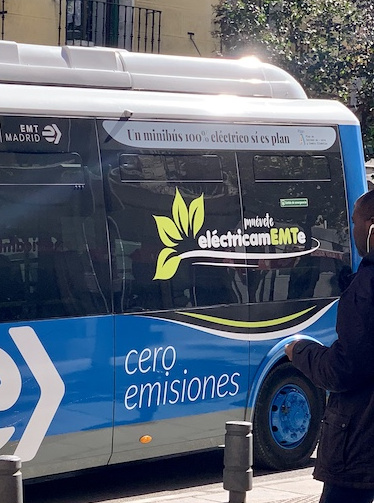 EMT
MADRID
Un minibús 100% eléctrico sí es plan
muévete
eléctricamEMTe
cero
emisiones